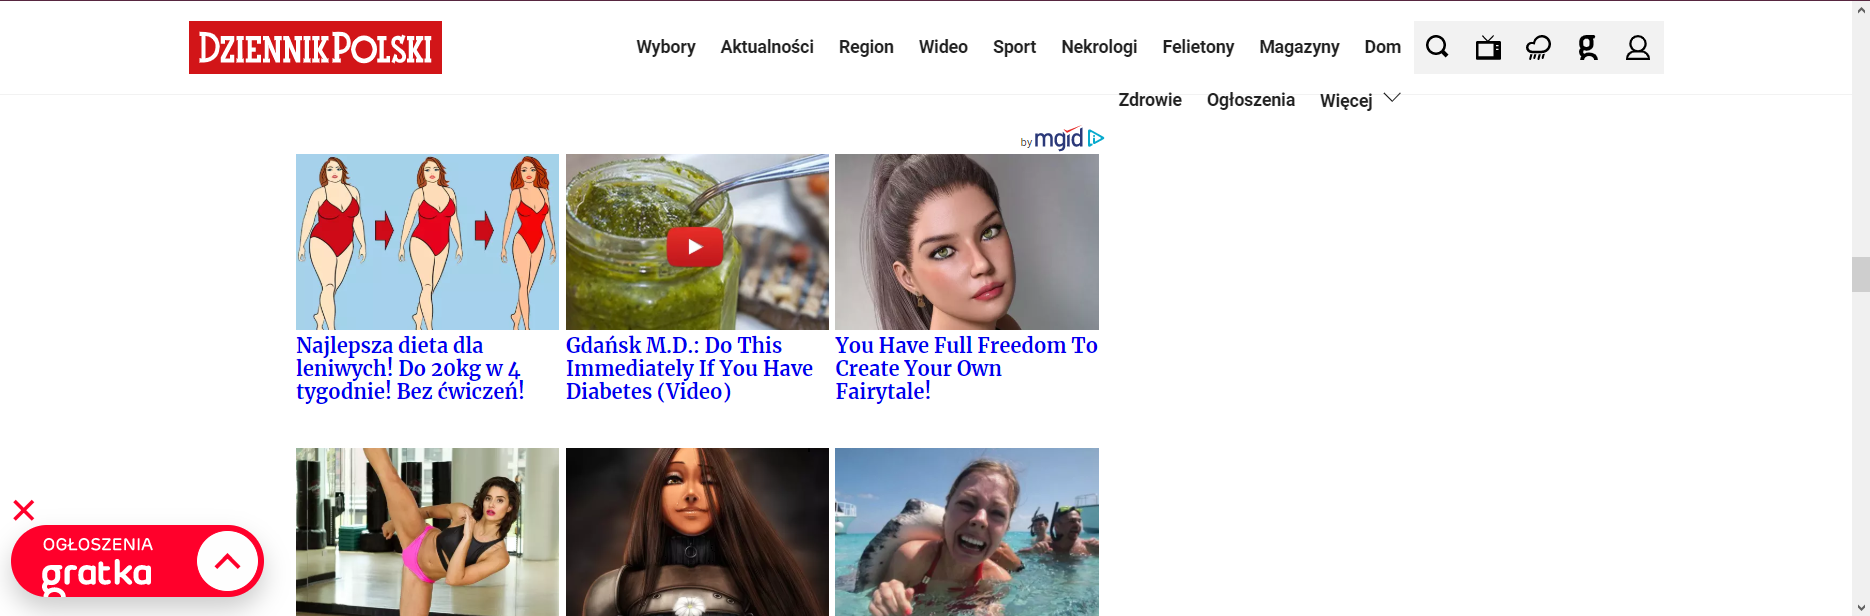 DZIENNIK POLSKI
Wybory Aktualności Region Wideo Sport Nekrologi Felietony Magazyny Dom
Zdrowie Ogłoszenia Więcej
by mgid
Najlepsza dieta dla
leniwych! Do 20kg w 4
tygodnie! Bez ćwiczeń!
Gdańsk M.D.: Do This
Immediately If You Have
Diabetes (Video)
You Have Full Freedom To
Create Your Own
Fairytale!
OGŁOSZENIA
gratka